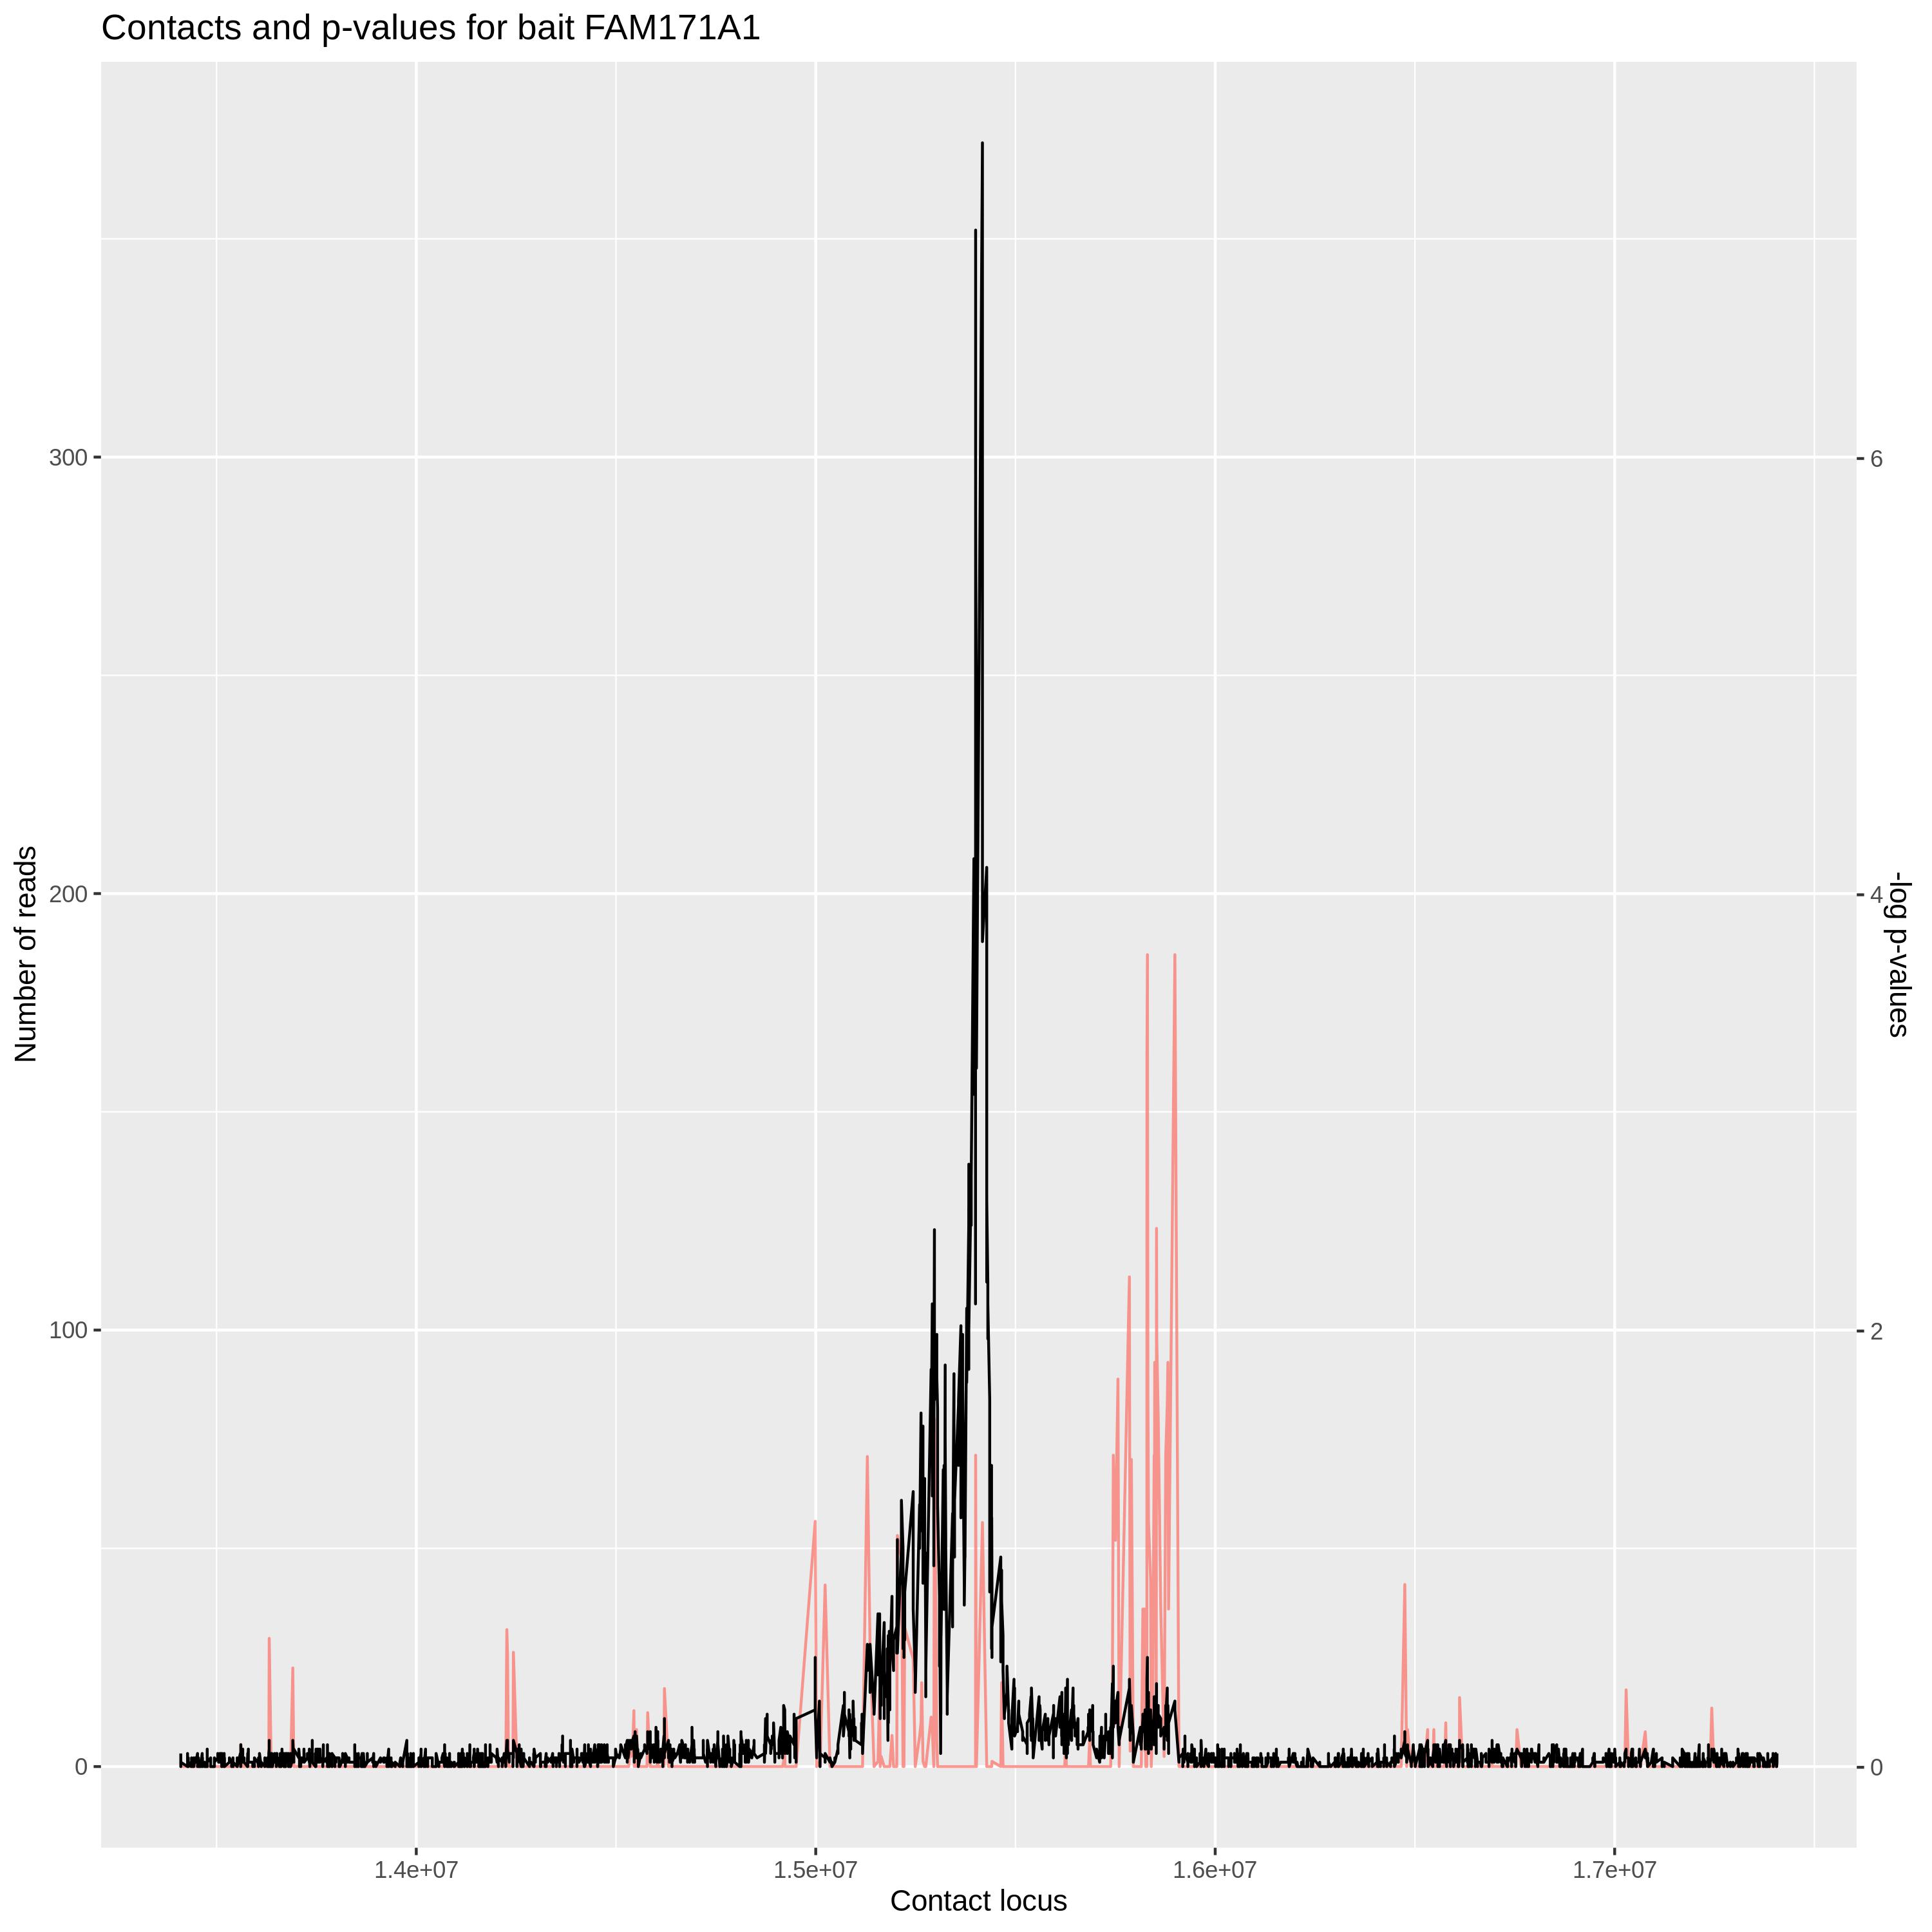 Contacts and p-values for bait FAM171A1
Number of reads
300
200
100
0
6
4
2
0
-log p-values
1.4e+07
1.5e+07
1.6e+07
1.7e+07
Contact locus